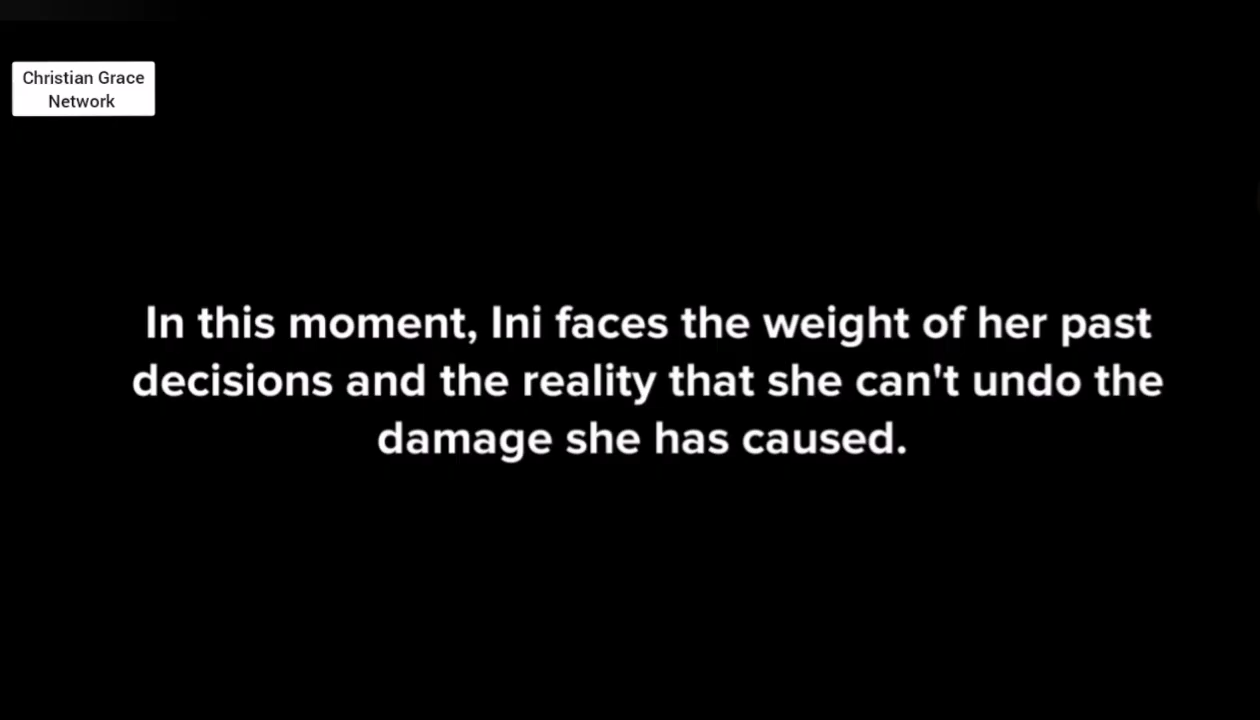 Christian Grace
Network
In this moment, Ini faces the weight of her past
decisions and the reality that she can't undo the
damage she has caused.